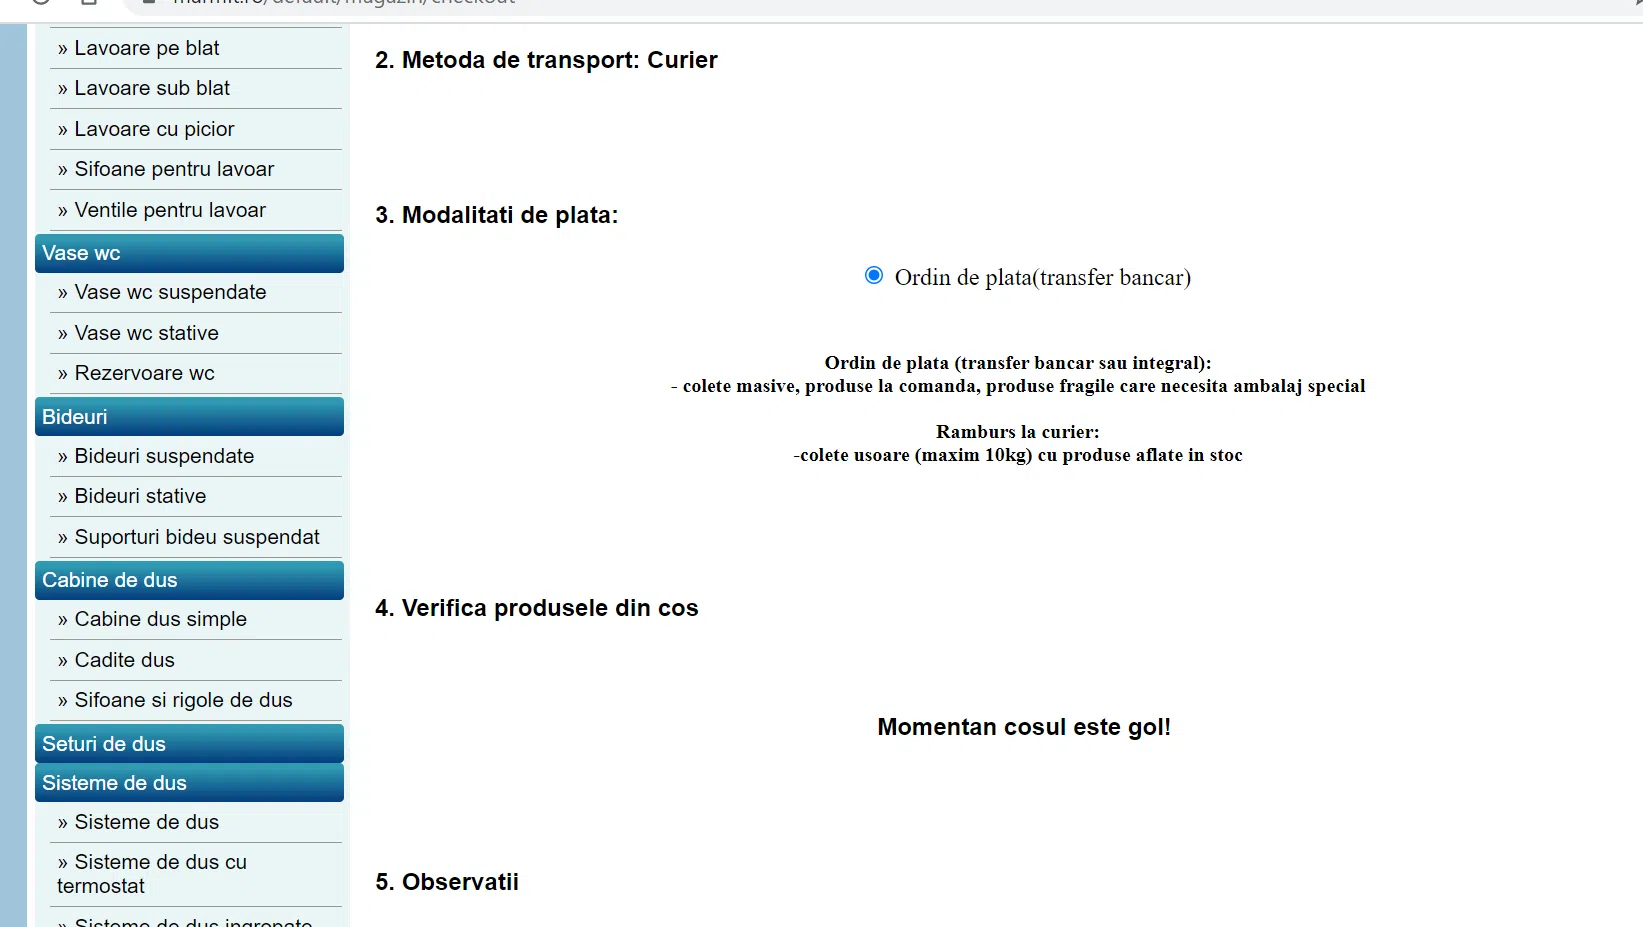 » Lavoare pe blat
» Lavoare sub blat
» Lavoare cu picior
» Sifoane pentru lavoar
» Ventile pentru lavoar
Vase wc
» Vase wc suspendate
» Vase wc stative
» Rezervoare wc
Bideuri
» Bideuri suspendate
» Bideuri stative
» Suporturi bideu suspendat
Cabine de dus
» Cabine dus simple
» Cadite dus
» Sifoane si rigole de dus
Seturi de dus
Sisteme de dus
» Sisteme de dus
» Sisteme de dus cu
termostat
» Sisteme de dus ingropate
2. Metoda de transport: Curier
3. Modalitati de plata:
Ordin de plata(transfer bancar)
Ordin de plata (transfer bancar sau integral):
- colete masive, produse la comanda, produse fragile care necesita ambalaj special
Ramburs la curier:
-colete usoare (maxim 10kg) cu produse aflate in stoc
4. Verifica produsele din cos
Momentan cosul este gol!
5. Observatii